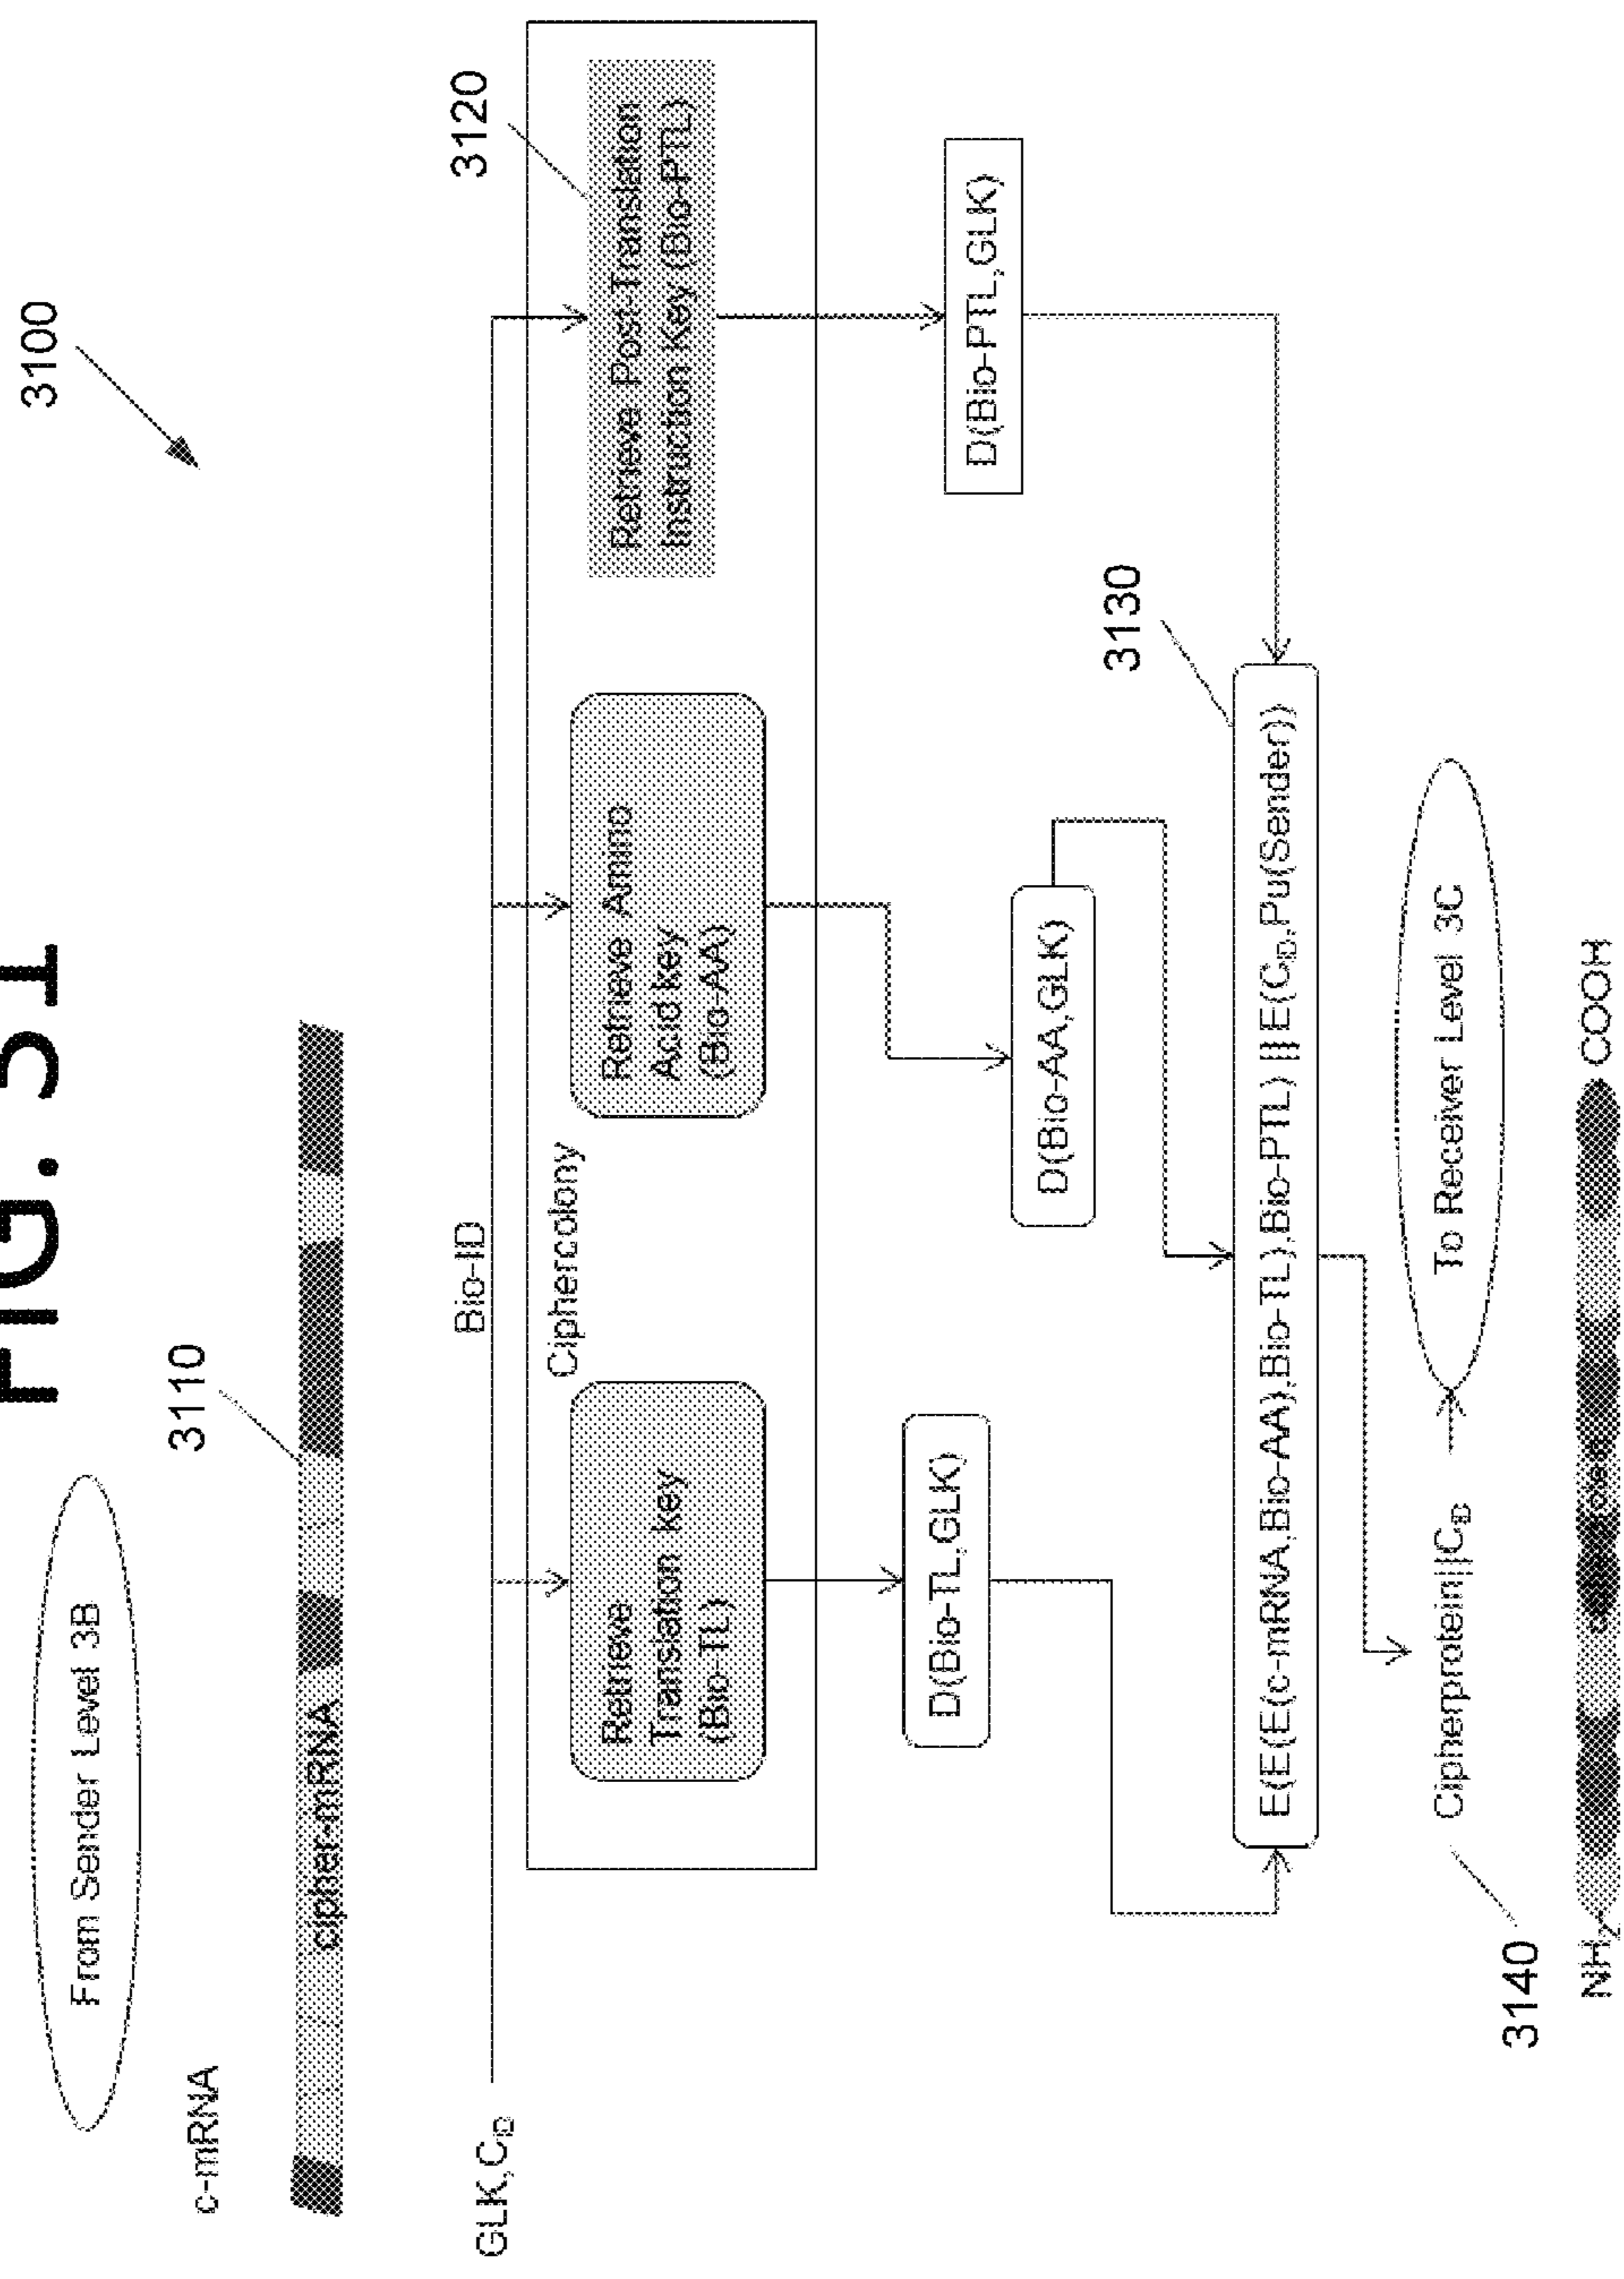 FIG. 31
3100
From Sender Level 3B
c-mRNA
3110
cipher-mRNA
GLK,C_ID
Bio-ID
3120
Ciphercolony
Retrieve
Translation key
(Bio-TL)
Retrieve Amino
Acid key
(Bio-AA)
Retrieve Post-Translation
Instruction Key (Bio-PTL)
D(Bio-TL,GLK)
D(Bio-AA,GLK)
D(Bio-PTL,GLK)
3130
E(E(E(c-mRNA,Bio-AA),Bio-TL),Bio-PTL) ||E(C_ID,Pu(Sender))
3140
Cipherprotein||C_ID
To Receiver Level 3C
NH2
COOH